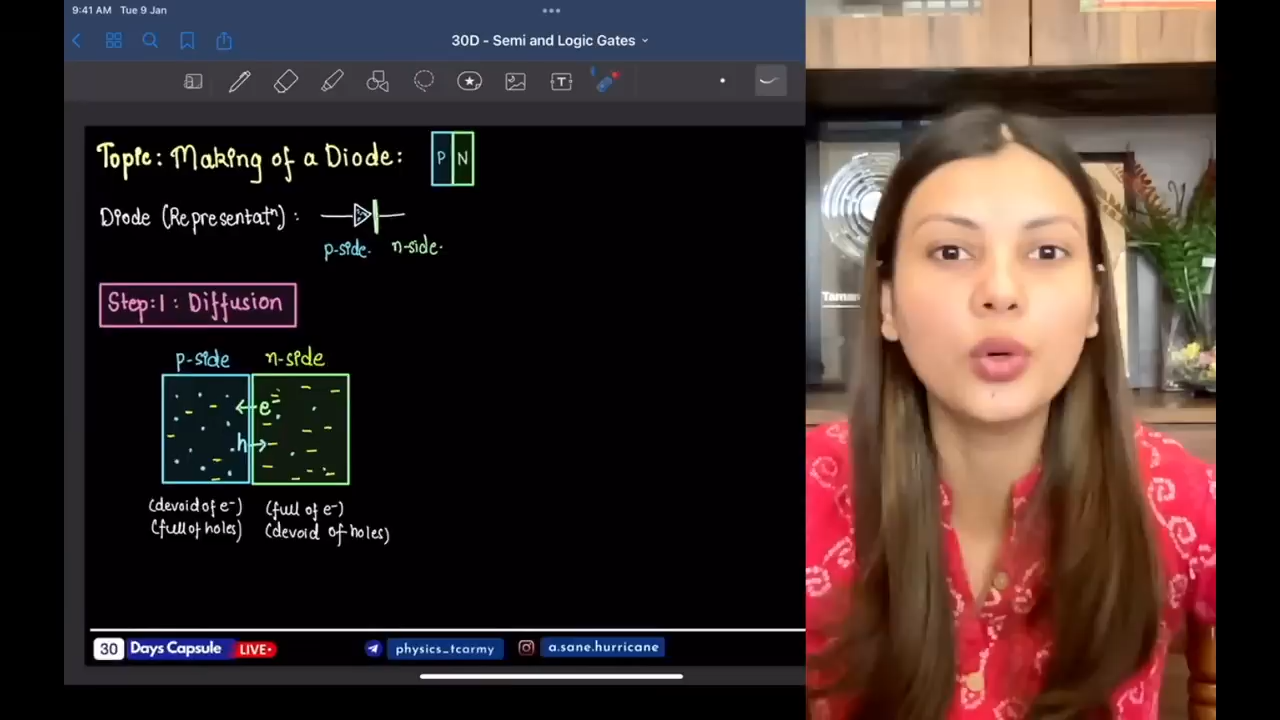 9:41 AM Tue 9 Jan
30D - Semi and Logic Gates
T
Topic: Making of a Diode: P N
Diode (Representatⁿ) :
p-side. n-side.
Step:1 : Diffusion
p-side n-side
e⁻
h
(devoid of e⁻) (full of e⁻)
(full of holes) (devoid of holes)
30 Days Capsule LIVE
physics_tcarmy
a.sane.hurricane